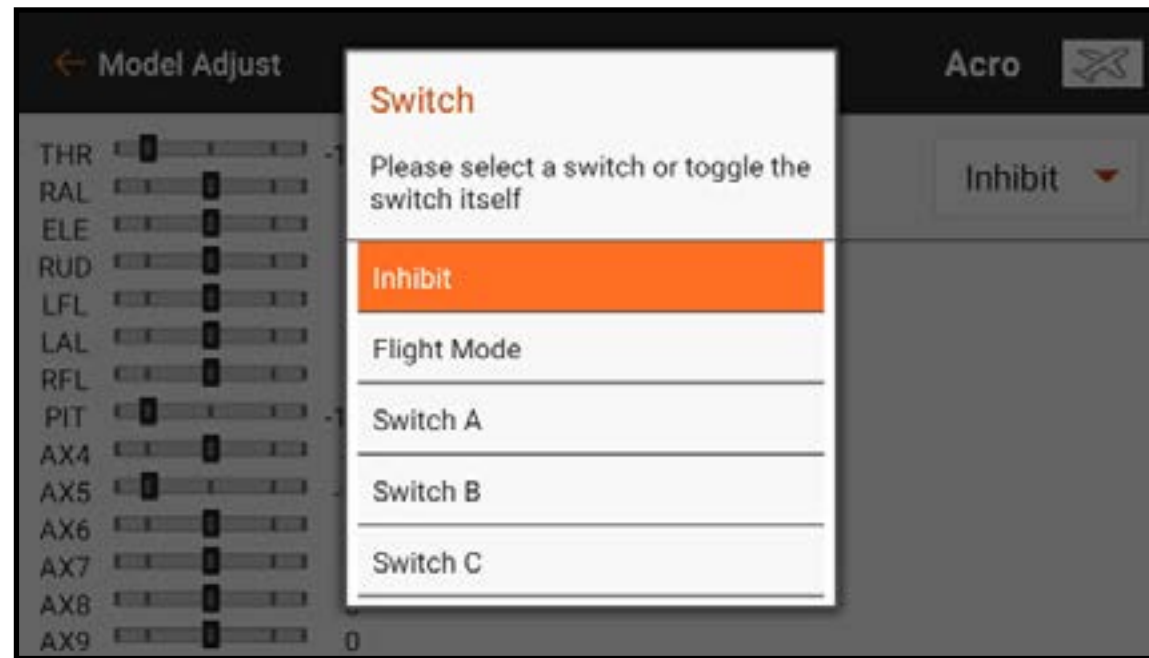 Model Adjust
Acro
Switch
Please select a switch or toggle the
switch itself
Inhibit
Flight Mode
Switch A
Switch B
Switch C
THR
RAL
ELE
RUD
LFL
LAL
RFL
PIT
AX4
AX5
AX6
AX7
AX8
AX9 0
Inhibit